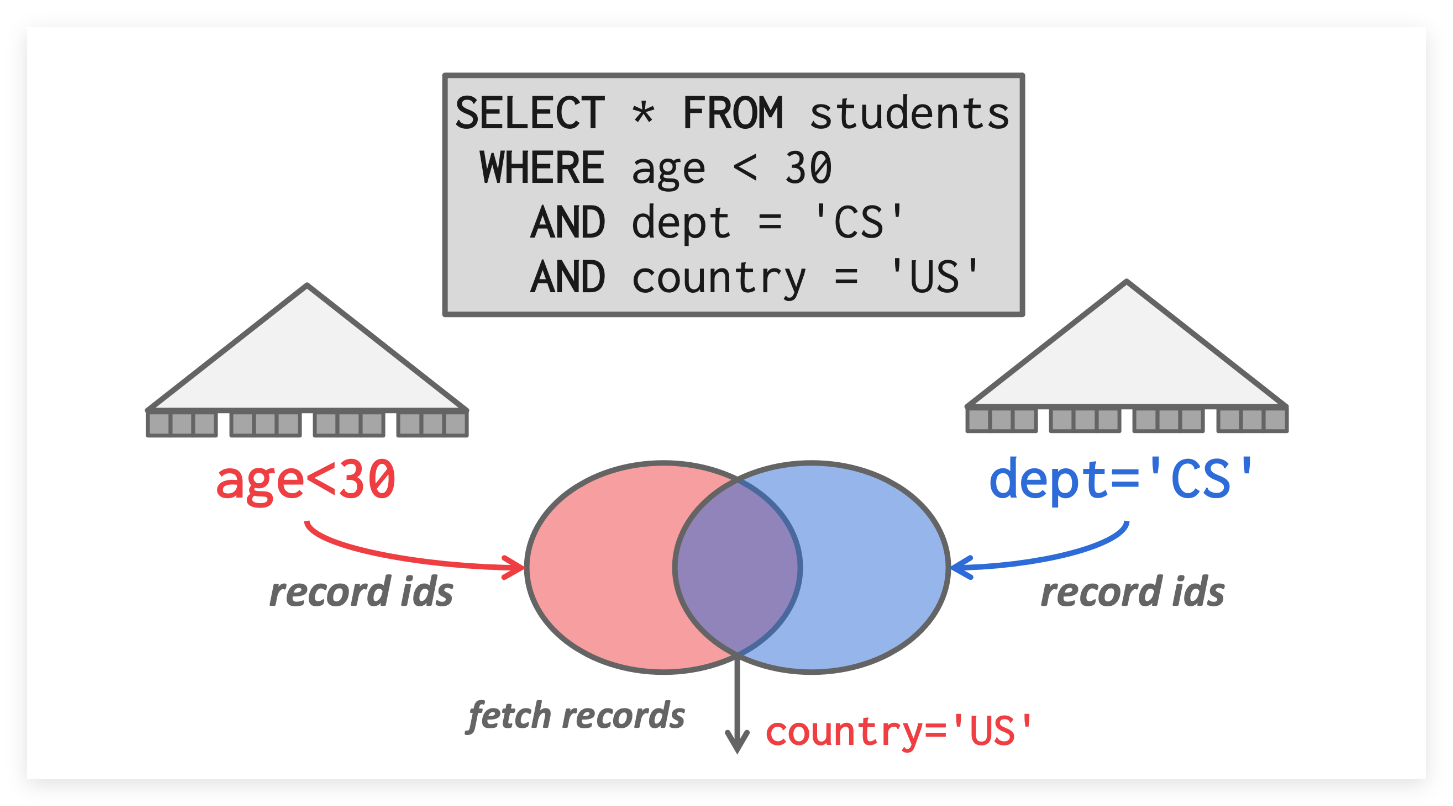 SELECT * FROM students
WHERE age < 30
AND dept = 'CS'
AND country = 'US'
age<30
dept='CS'
record ids
record ids
fetch records
country='US'